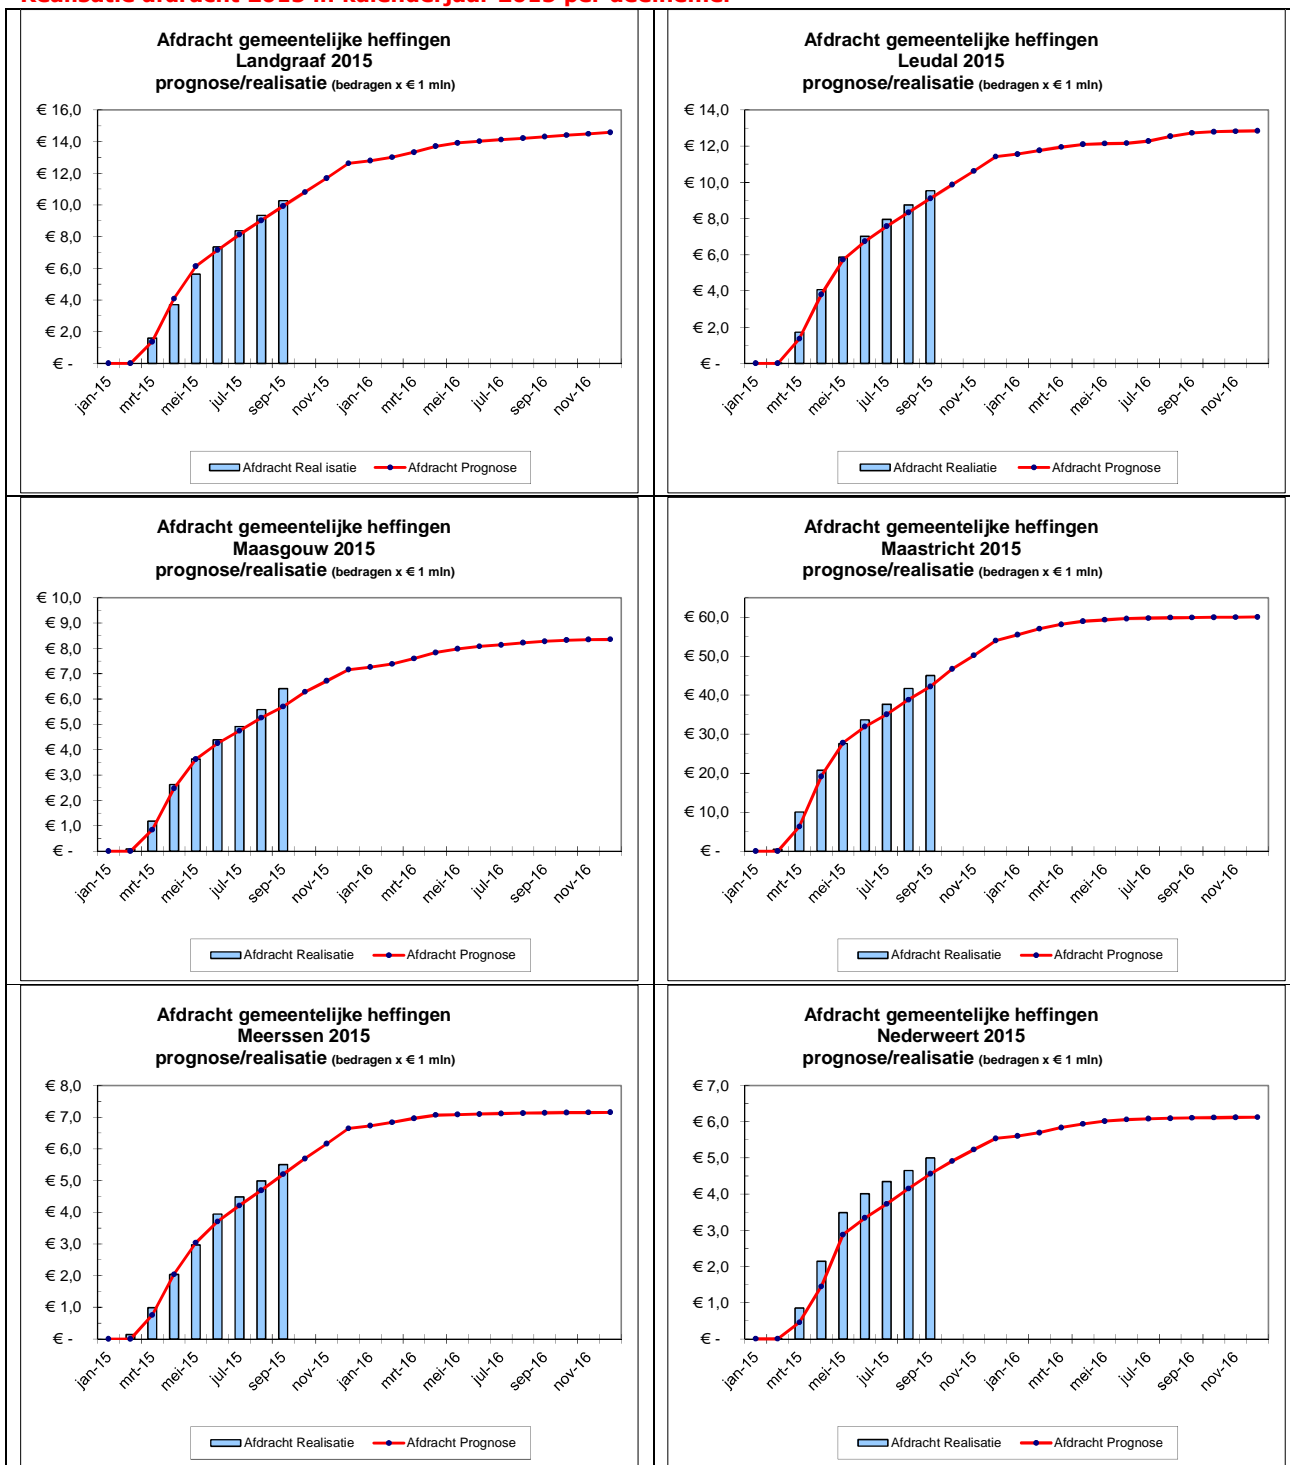 Realisatie afdracht 2015 in kalenderjaar 2015 per deelnemer
Afdracht gemeentelijke heffingen
Landgraaf 2015
prognose/realisatie (bedragen x € 1 mln)
€ 16,0
€ 14,0
€ 12,0
€ 10,0
€ 8,0
€ 6,0
€ 4,0
€ 2,0
€ -
jan-15
mrt-15
mei-15
jul-15
sep-15
nov-15
jan-16
mrt-16
mei-16
jul-16
sep-16
nov-16
Afdracht Real isatie
Afdracht Prognose
Afdracht gemeentelijke heffingen
Leudal 2015
prognose/realisatie (bedragen x € 1 mln)
€ 14,0
€ 12,0
€ 10,0
€ 8,0
€ 6,0
€ 4,0
€ 2,0
€ -
jan-15
mrt-15
mei-15
jul-15
sep-15
nov-15
jan-16
mrt-16
mei-16
jul-16
sep-16
nov-16
Afdracht Realiatie
Afdracht Prognose
Afdracht gemeentelijke heffingen
Maasgouw 2015
prognose/realisatie (bedragen x € 1 mln)
€ 10,0
€ 9,0
€ 8,0
€ 7,0
€ 6,0
€ 5,0
€ 4,0
€ 3,0
€ 2,0
€ 1,0
€ -
jan-15
mrt-15
mei-15
jul-15
sep-15
nov-15
jan-16
mrt-16
mei-16
jul-16
sep-16
nov-16
Afdracht Realisatie
Afdracht Prognose
Afdracht gemeentelijke heffingen
Maastricht 2015
prognose/realisatie (bedragen x € 1 mln)
€ 60,0
€ 50,0
€ 40,0
€ 30,0
€ 20,0
€ 10,0
€ -
jan-15
mrt-15
mei-15
jul-15
sep-15
nov-15
jan-16
mrt-16
mei-16
jul-16
sep-16
nov-16
Afdracht Realisatie
Afdracht Prognose
Afdracht gemeentelijke heffingen
Meerssen 2015
prognose/realisatie (bedragen x € 1 mln)
€ 8,0
€ 7,0
€ 6,0
€ 5,0
€ 4,0
€ 3,0
€ 2,0
€ 1,0
€ -
jan-15
mrt-15
mei-15
jul-15
sep-15
nov-15
jan-16
mrt-16
mei-16
jul-16
sep-16
nov-16
Afdracht Realisatie
Afdracht Prognose
Afdracht gemeentelijke heffingen
Nederweert 2015
prognose/realisatie (bedragen x € 1 mln)
€ 7,0
€ 6,0
€ 5,0
€ 4,0
€ 3,0
€ 2,0
€ 1,0
€ -
jan-15
mrt-15
mei-15
jul-15
sep-15
nov-15
jan-16
mrt-16
mei-16
jul-16
sep-16
nov-16
Afdracht Realisatie
Afdracht Prognose